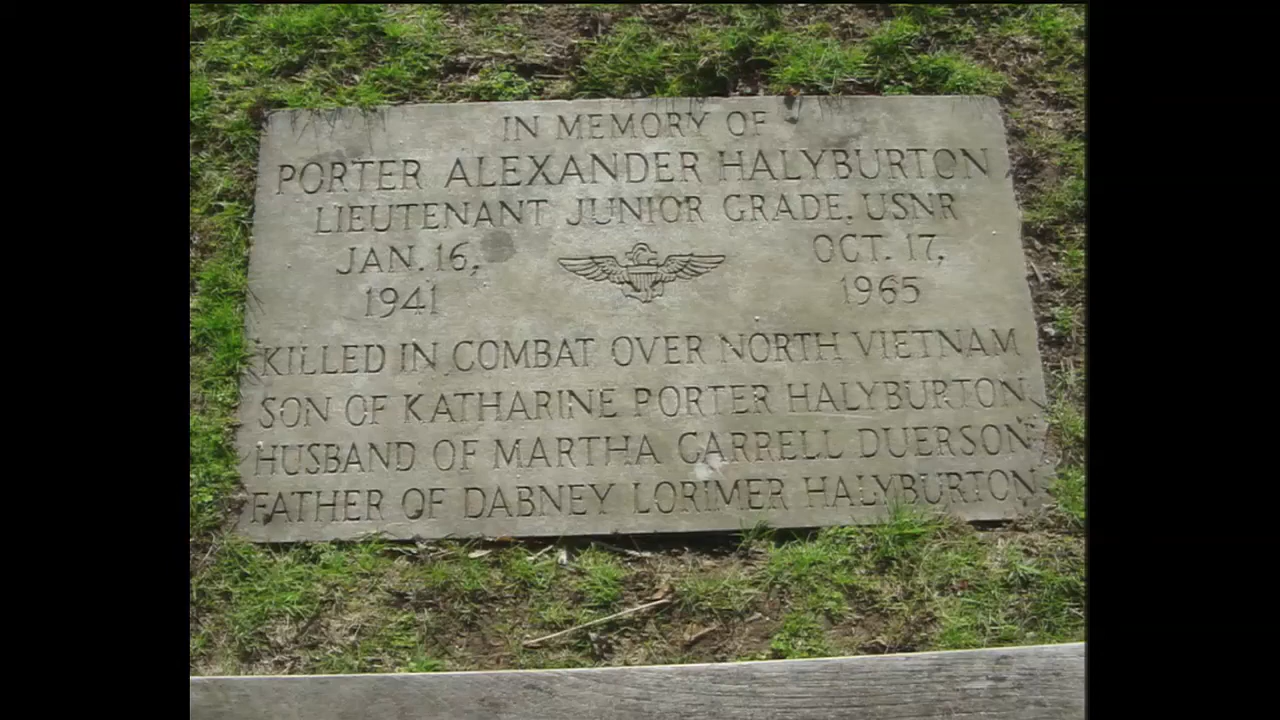 IN MEMORY OF
PORTER ALEXANDER HALYBURTON
LIEUTENANT JUNIOR GRADE, USNR
JAN. 16, OCT. 17,
1941 1965
KILLED IN COMBAT OVER NORTH VIETNAM
SON OF KATHARINE PORTER HALYBURTON
HUSBAND OF MARTHA CARRELL DUERSON
FATHER OF DABNEY LORIMER HALYBURTON